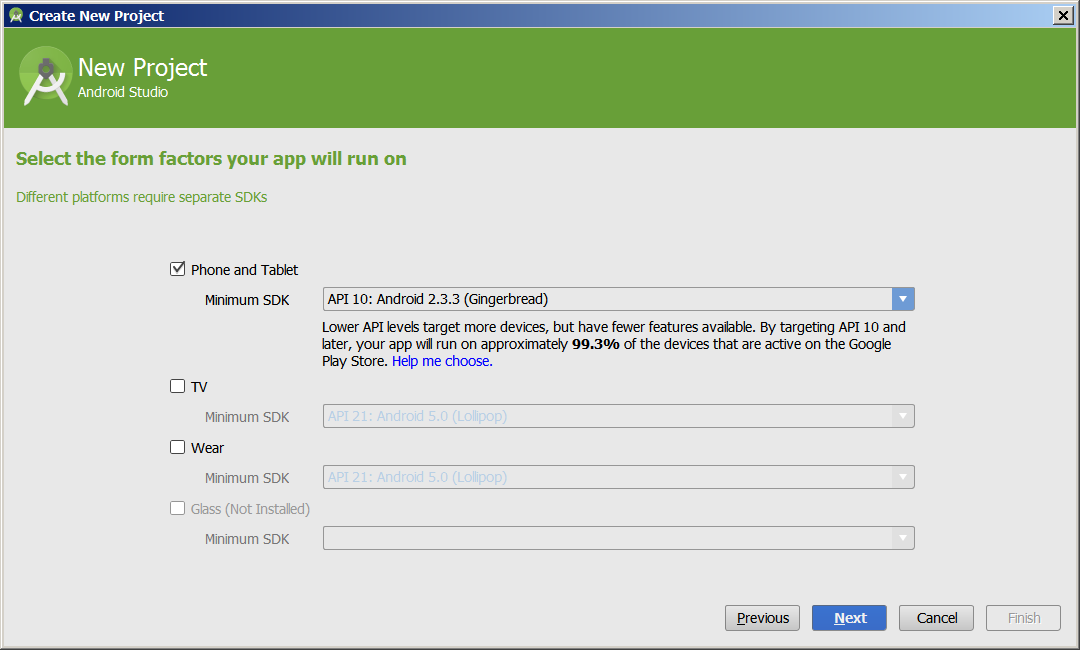 Create New Project
New Project
Android Studio
Select the form factors your app will run on
Different platforms require separate SDKs
Phone and Tablet
Minimum SDK API 10: Android 2.3.3 (Gingerbread)
Lower API levels target more devices, but have fewer features available. By targeting API 10 and
later, your app will run on approximately 99.3% of the devices that are active on the Google
Play Store. Help me choose.
TV
Minimum SDK API 21: Android 5.0 (Lollipop)
Wear
Minimum SDK API 21: Android 5.0 (Lollipop)
Glass (Not Installed)
Minimum SDK
Previous Next Cancel Finish